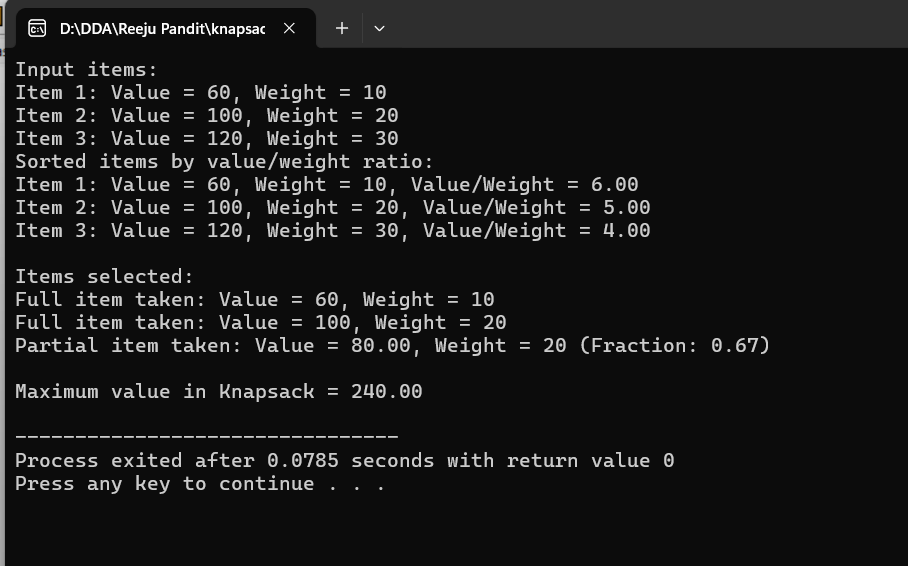 D:\DDA\Reeju Pandit\knapsac
Input items:
Item 1: Value = 60, Weight = 10
Item 2: Value = 100, Weight = 20
Item 3: Value = 120, Weight = 30
Sorted items by value/weight ratio:
Item 1: Value = 60, Weight = 10, Value/Weight = 6.00
Item 2: Value = 100, Weight = 20, Value/Weight = 5.00
Item 3: Value = 120, Weight = 30, Value/Weight = 4.00
Items selected:
Full item taken: Value = 60, Weight = 10
Full item taken: Value = 100, Weight = 20
Partial item taken: Value = 80.00, Weight = 20 (Fraction: 0.67)
Maximum value in Knapsack = 240.00
--------------------------------
Process exited after 0.0785 seconds with return value 0
Press any key to continue . . .